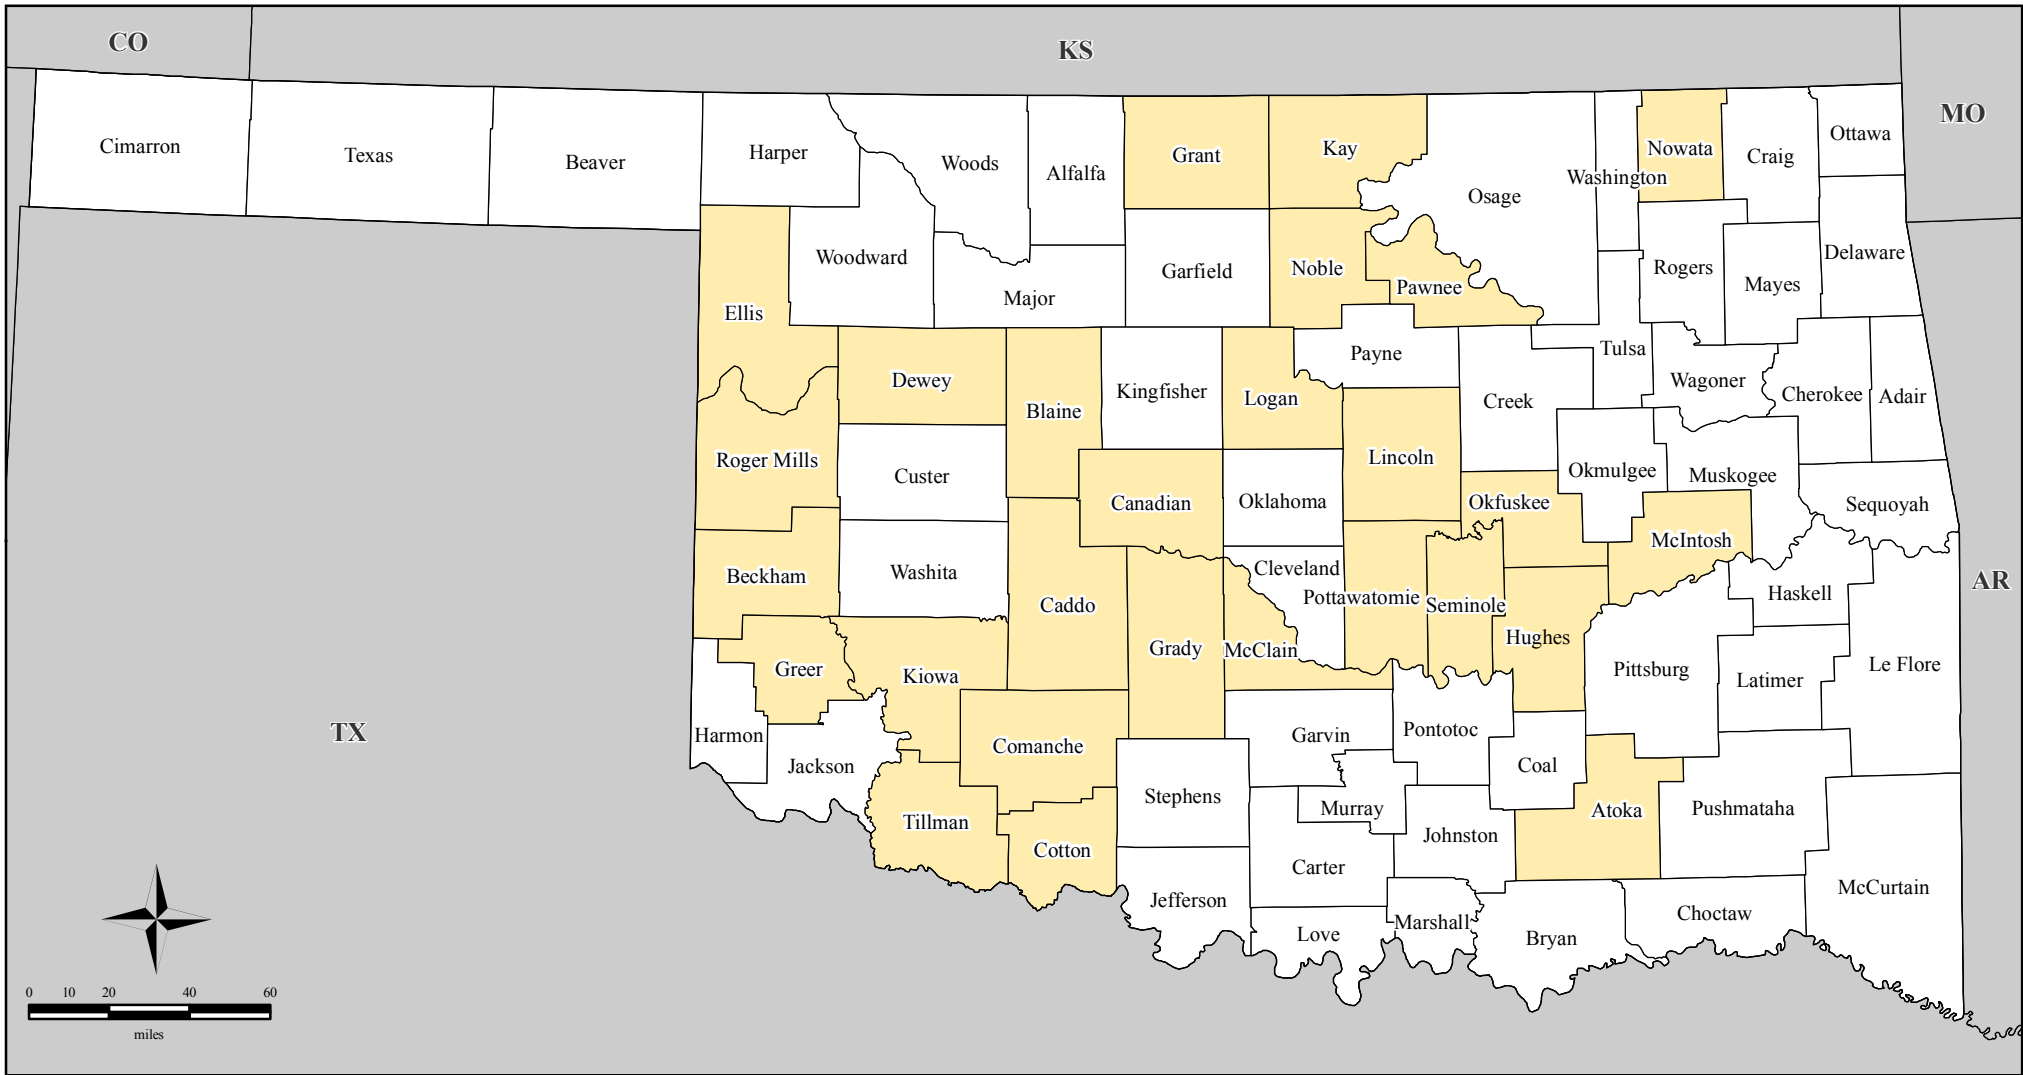 CO
KS
MO
Cimarron
Texas
Beaver
Harper
Woods
Alfalfa
Grant
Kay
Osage
Washington
Nowata
Craig
Ottawa
Ellis
Woodward
Major
Garfield
Noble
Pawnee
Rogers
Mayes
Delaware
Dewey
Blaine
Kingfisher
Logan
Payne
Creek
Tulsa
Wagoner
Cherokee
Adair
Roger Mills
Custer
Canadian
Oklahoma
Lincoln
Okfuskee
Okmulgee
Muskogee
Sequoyah
Beckham
Washita
Caddo
Grady
Cleveland
McClain
Pottawatomie
Seminole
Hughes
McIntosh
Haskell
AR
Greer
Kiowa
Pittsburg
Latimer
Le Flore
TX
Harmon
Jackson
Comanche
Garvin
Pontotoc
Coal
Tillman
Cotton
Stephens
Murray
Johnston
Atoka
Pushmataha
Carter
Jefferson
Love
Marshall
Bryan
Choctaw
McCurtain
0 10 20 40 60
miles